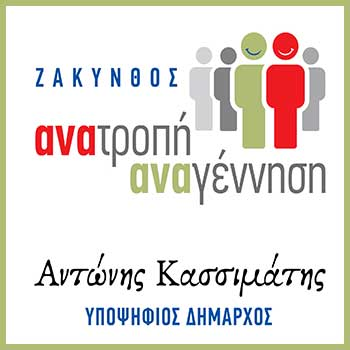 ΖΑΚΥΝΘΟΣ
ανατροπή
αναγέννηση
Αντώνης Κασσιμάτης
ΥΠΟΨΗΦΙΟΣ ΔΗΜΑΡΧΟΣ